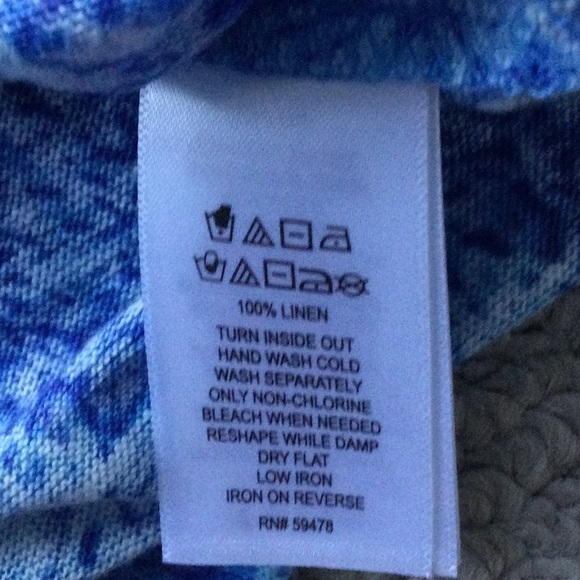 100% LINEN
TURN INSIDE OUT
HAND WASH COLD
WASH SEPARATELY
ONLY NON-CHLORINE
BLEACH WHEN NEEDED
RESHAPE WHILE DAMP
DRY FLAT
LOW IRON
IRON ON REVERSE
RN# 59478